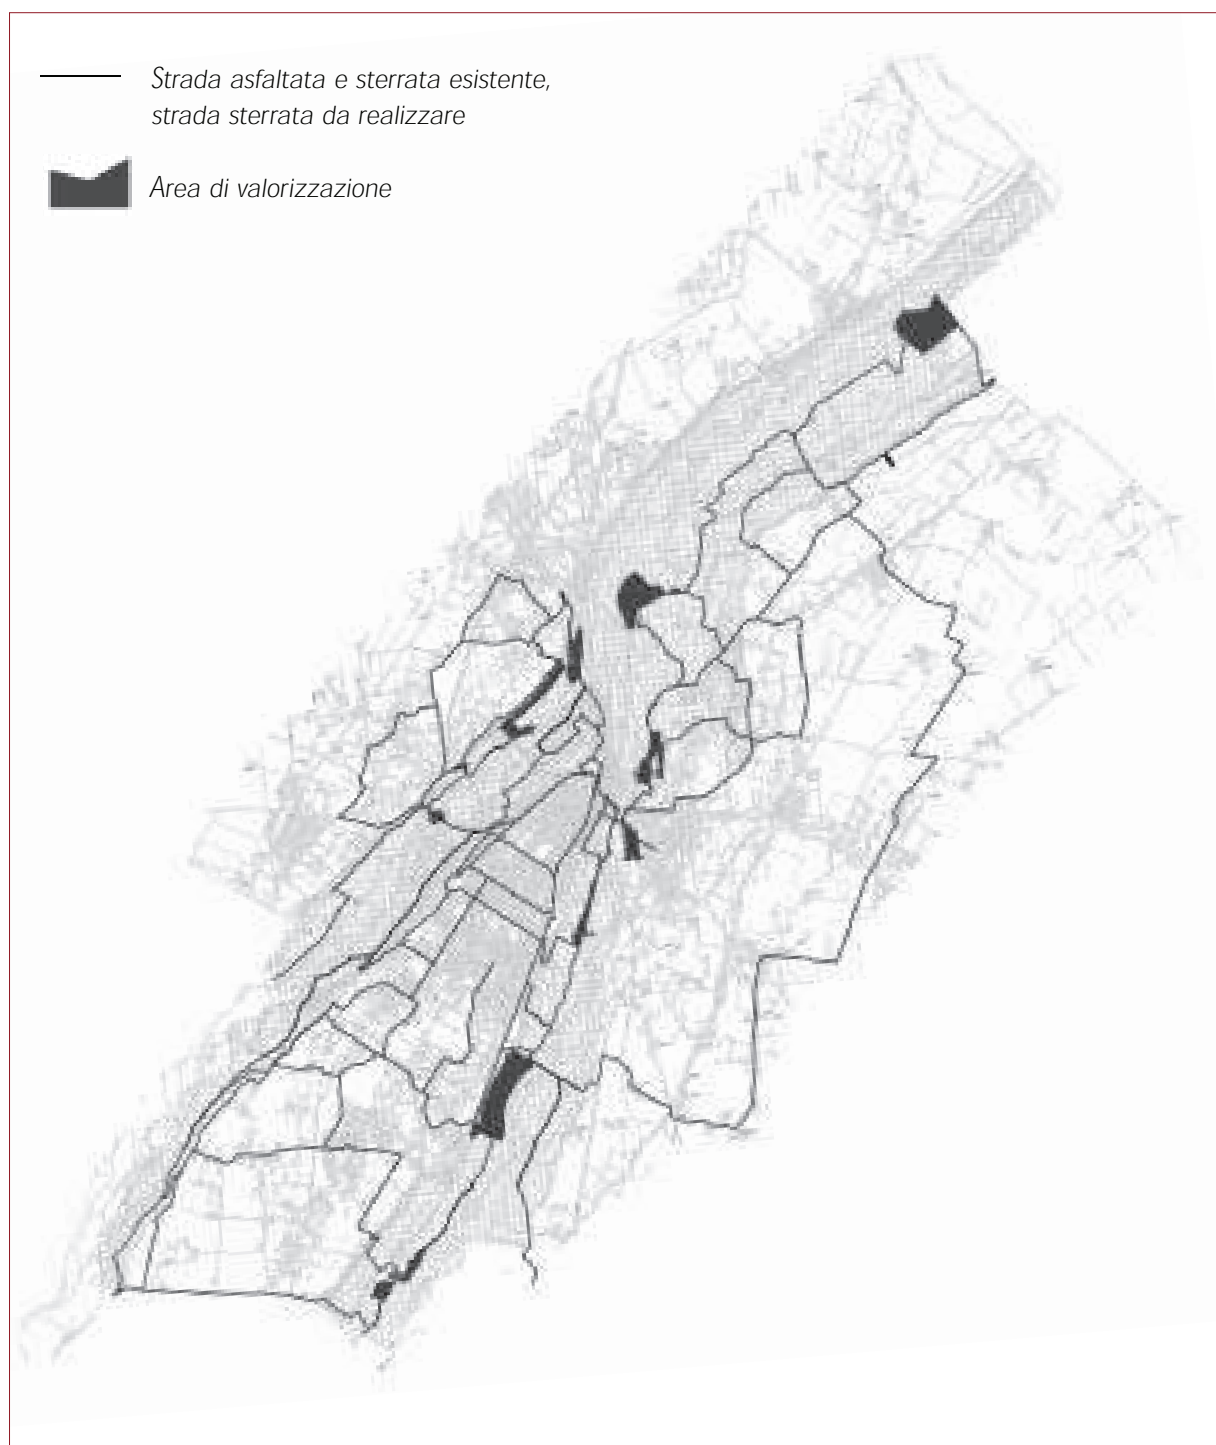 Strada asfaltata e sterrata esistente,
strada sterrata da realizzare
Area di valorizzazione